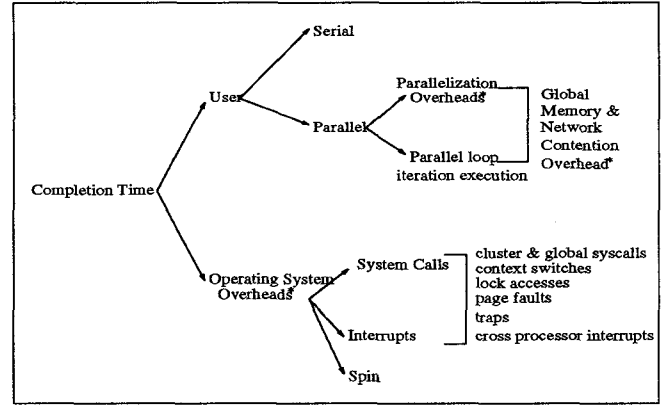 Serial
User
Parallelization
Overheads*
Parallel
Parallel loop
iteration execution
Global
Memory &
Network
Contention
Overhead*
Completion Time
Operating System
Overheads*
System Calls
Interrupts
Spin
cluster & global syscalls
context switches
lock accesses
page faults
traps
cross processor interrupts